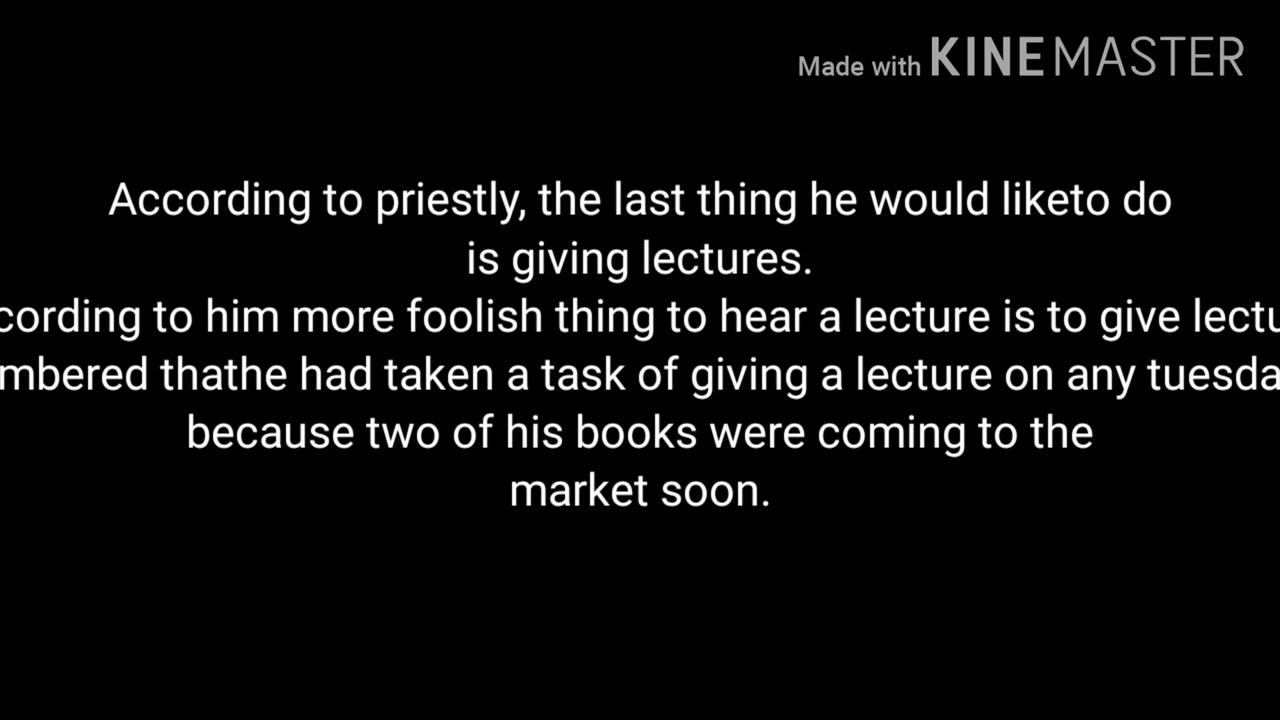 Made with KINEMASTER
According to priestly, the last thing he would liketo do
is giving lectures.
cording to him more foolish thing to hear a lecture is to give lectu
mbered thathe had taken a task of giving a lecture on any tuesda
because two of his books were coming to the
market soon.